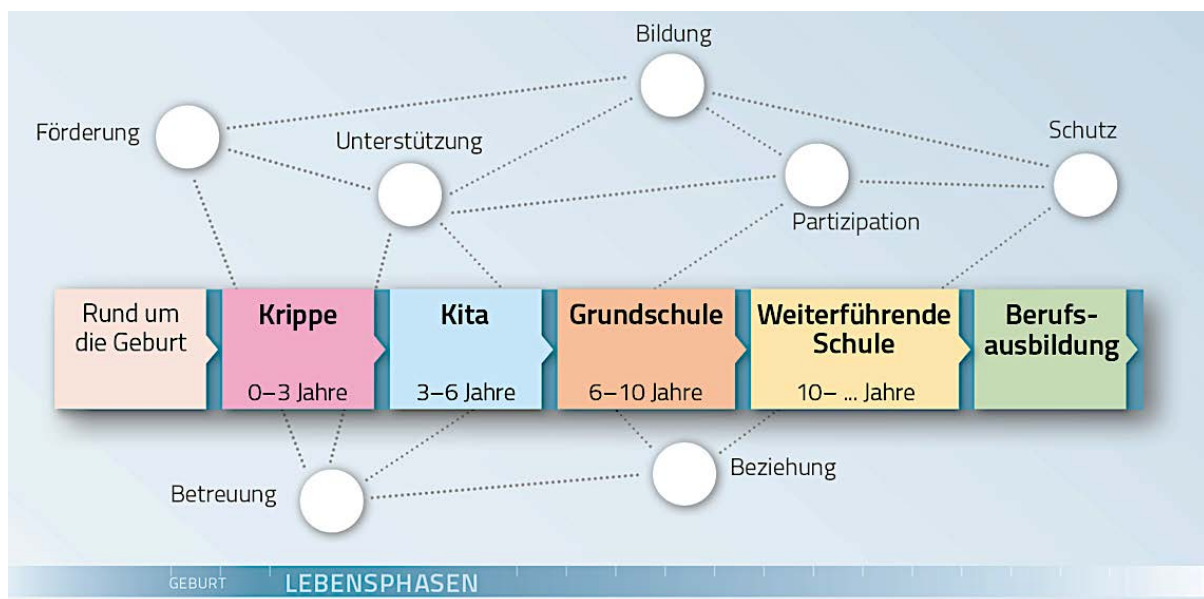 Bildung
Förderung
Unterstützung
Schutz
Partizipation
Rund um
die Geburt
Krippe
0–3 Jahre
Kita
3–6 Jahre
Grundschule
6–10 Jahre
Weiterführende
Schule
10– ... Jahre
Berufs-
ausbildung
Beziehung
Betreuung
GEBURT
LEBENSPHASEN